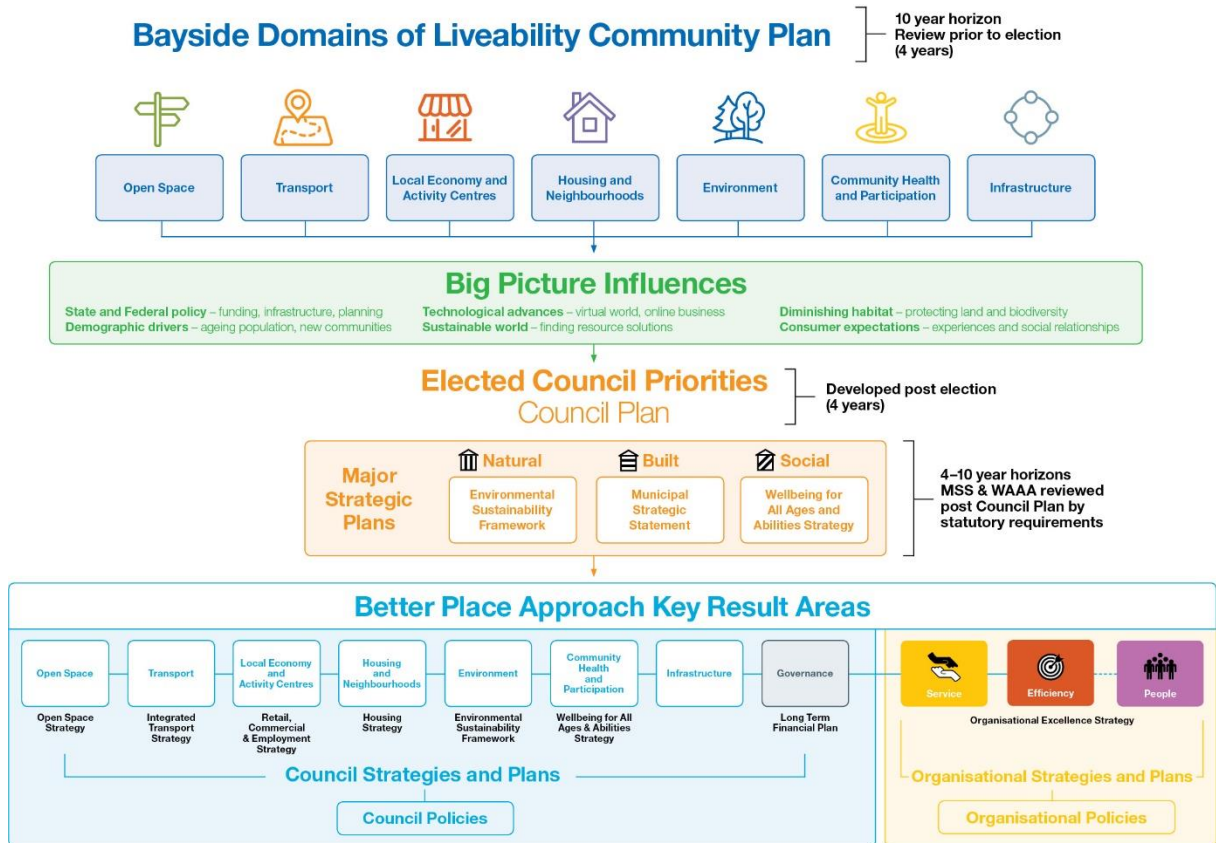 Bayside Domains of Liveability Community Plan
10 year horizon
Review prior to election
(4 years)
Open Space
Transport
Local Economy and
Activity Centres
Housing and
Neighbourhoods
Environment
Community Health
and Participation
Infrastructure
Big Picture Influences
State and Federal policy – funding, infrastructure, planning
Demographic drivers – ageing population, new communities
Technological advances – virtual world, online business
Sustainable world – finding resource solutions
Diminishing habitat – protecting land and biodiversity
Consumer expectations – experiences and social relationships
Elected Council Priorities
Council Plan
Developed post election
(4 years)
Major
Strategic
Plans
Natural
Environmental
Sustainability
Framework
Built
Municipal
Strategic
Statement
Social
Wellbeing for
All Ages and
Abilities Strategy
4–10 year horizons
MSS & WAAA reviewed
post Council Plan by
statutory requirements
Better Place Approach Key Result Areas
Open Space
Transport
Local Economy
and
Activity Centres
Housing
and
Neighbourhoods
Environment
Community
Health
and
Participation
Infrastructure
Governance
Service
Efficiency
People
Open Space
Strategy
Integrated
Transport
Strategy
Retail,
Commercial
& Employment
Strategy
Housing
Strategy
Environmental
Sustainability
Framework
Wellbeing for All
Ages & Abilities
Strategy
Long Term
Financial Plan
Organisational Excellence Strategy
Council Strategies and Plans
Council Policies
Organisational Strategies and Plans
Organisational Policies